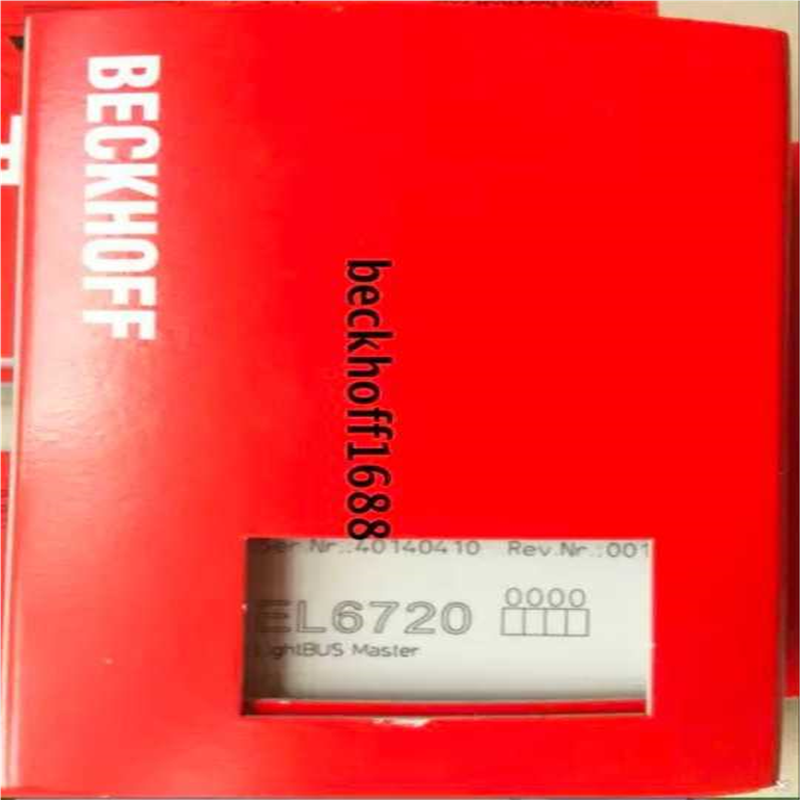 BECKHOFF
beckhoff1688
Ser.Nr.:40140410 Rev.Nr.:001
EL6720
0000
LightBUS Master